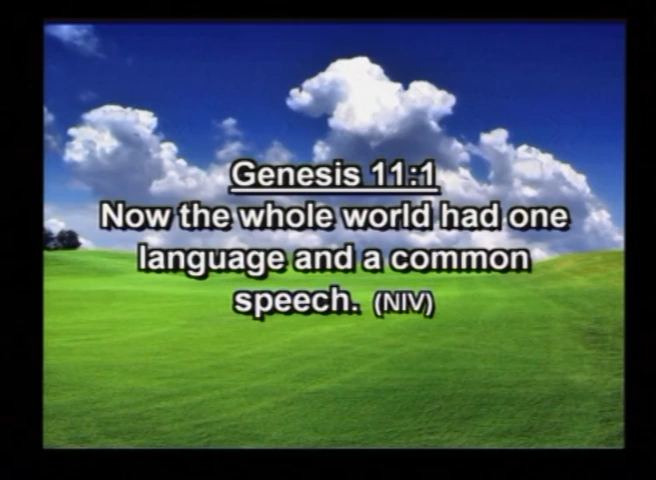 Genesis 11:1
Now the whole world had one
language and a common
speech. (NIV)